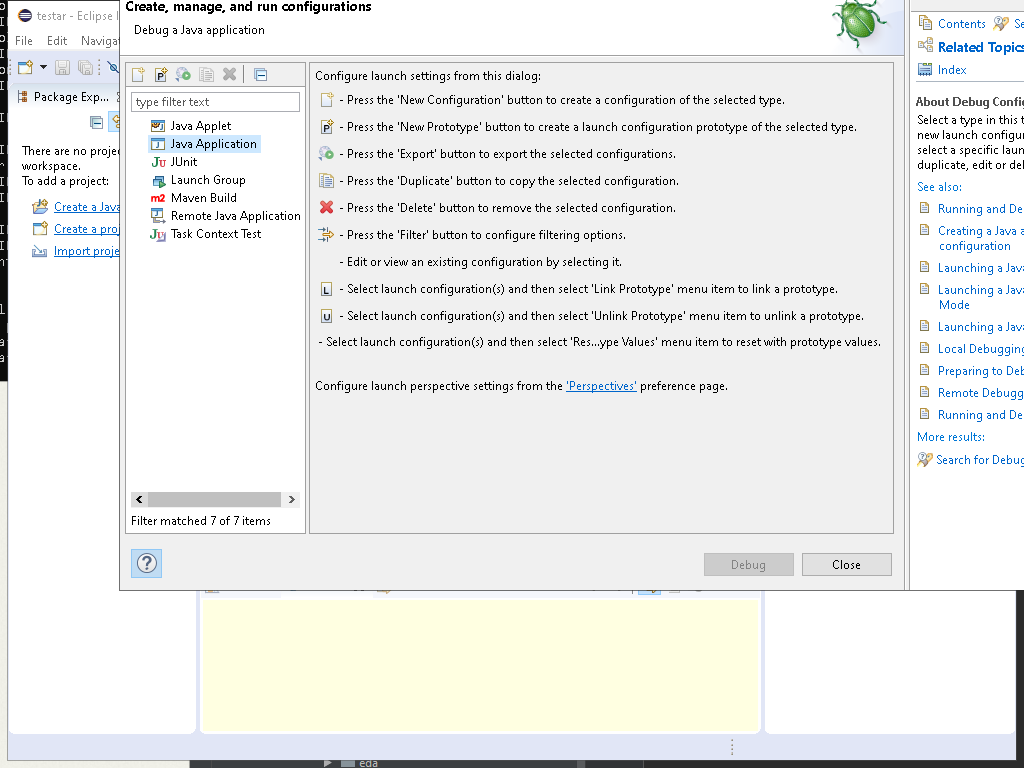 Create, manage, and run configurations
Debug a Java application
testar - Eclipse
File Edit Naviga
Package Exp...
There are no proje
workspace.
To add a project:
Create a Java
Create a pro
Import proje
type filter text
Java Applet
Java Application
JUnit
Launch Group
Maven Build
Remote Java Application
Task Context Test
Filter matched 7 of 7 items
Configure launch settings from this dialog:
- Press the 'New Configuration' button to create a configuration of the selected type.
- Press the 'New Prototype' button to create a launch configuration prototype of the selected type.
- Press the 'Export' button to export the selected configurations.
- Press the 'Duplicate' button to copy the selected configuration.
- Press the 'Delete' button to remove the selected configuration.
- Press the 'Filter' button to configure filtering options.
- Edit or view an existing configuration by selecting it.
- Select launch configuration(s) and then select 'Link Prototype' menu item to link a prototype.
- Select launch configuration(s) and then select 'Unlink Prototype' menu item to unlink a prototype.
- Select launch configuration(s) and then select 'Res...ype Values' menu item to reset with prototype values.
Configure launch perspective settings from the 'Perspectives' preference page.
Debug
Close
Contents Se
Related Topics
Index
About Debug Config
Select a type in this t
new launch configur
select a specific laun
duplicate, edit or del
See also:
Running and De
Creating a Java a
configuration
Launching a Java
Launching a Java
Mode
Launching a Java
Local Debugging
Preparing to Deb
Remote Debugg
Running and De
More results:
Search for Debug
eda